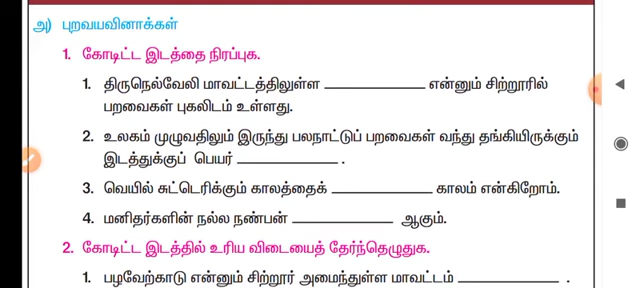 அ) புறவயவினாக்கள்
1. கோடிட்ட இடத்தை நிரப்புக.
1. திருநெல்வேலி மாவட்டத்திலுள்ள ____________ என்னும் சிற்றூரில்
பறவைகள் புகலிடம் உள்ளது.
2. உலகம் முழுவதிலும் இருந்து பலநாட்டுப் பறவைகள் வந்து தங்கியிருக்கும்
இடத்துக்குப் பெயர் ____________ .
3. வெயில் சுட்டெரிக்கும் காலத்தைக் ____________ காலம் என்கிறோம்.
4. மனிதர்களின் நல்ல நண்பன் ____________ ஆகும்.
2. கோடிட்ட இடத்தில் உரிய விடையைத் தேர்ந்தெழுதுக.
1. பழவேற்காடு என்னும் சிற்றூர் அமைந்துள்ள மாவட்டம் ____________ .